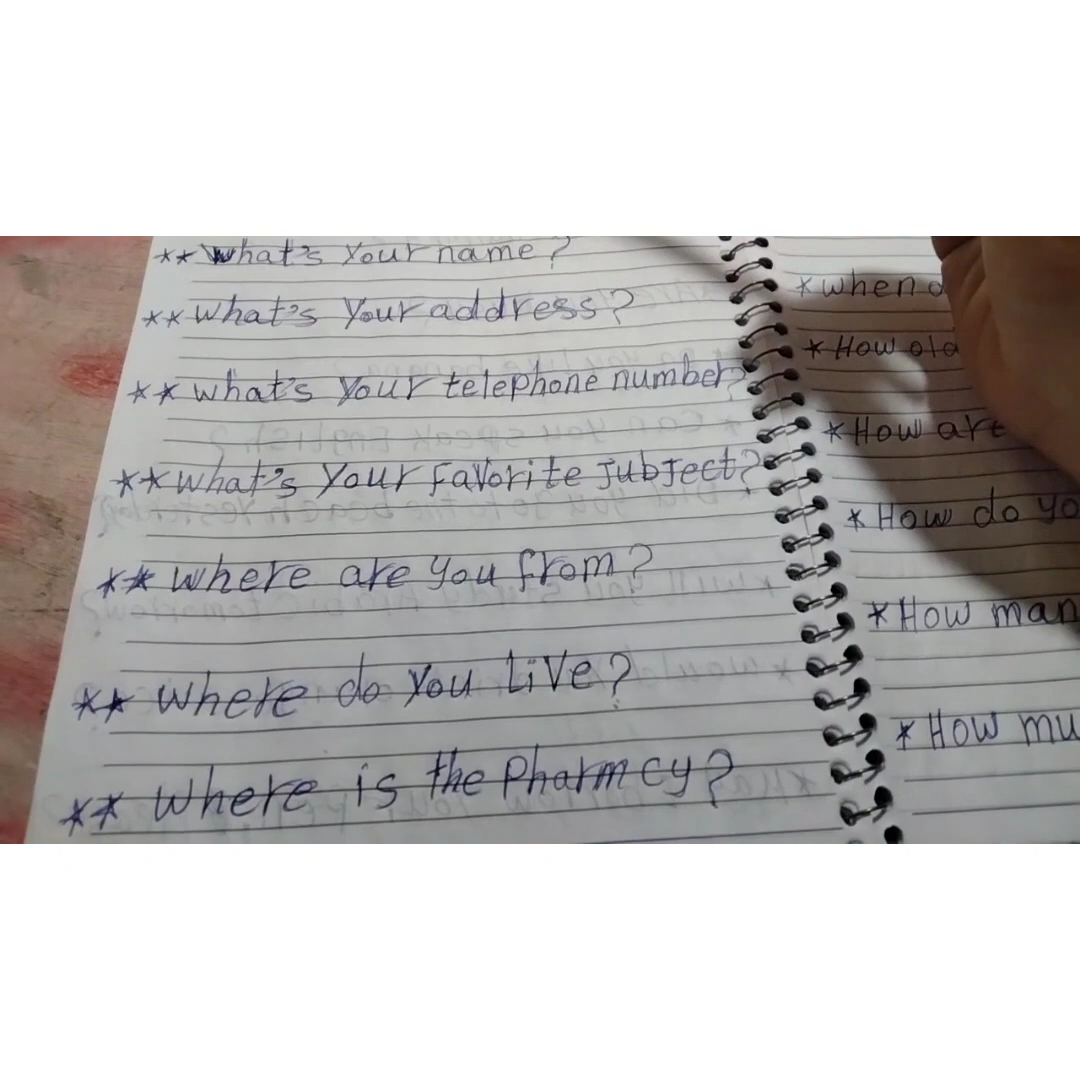 ** What's Your name ?
** What's Your address?
** what's Your telephone number?
** what's Your Favorite Jubject?
** where are you from?
** where do You Live?
** where is the Pharmcy?
* when
* How old
* How are
* How do yo
* How man
* How mu